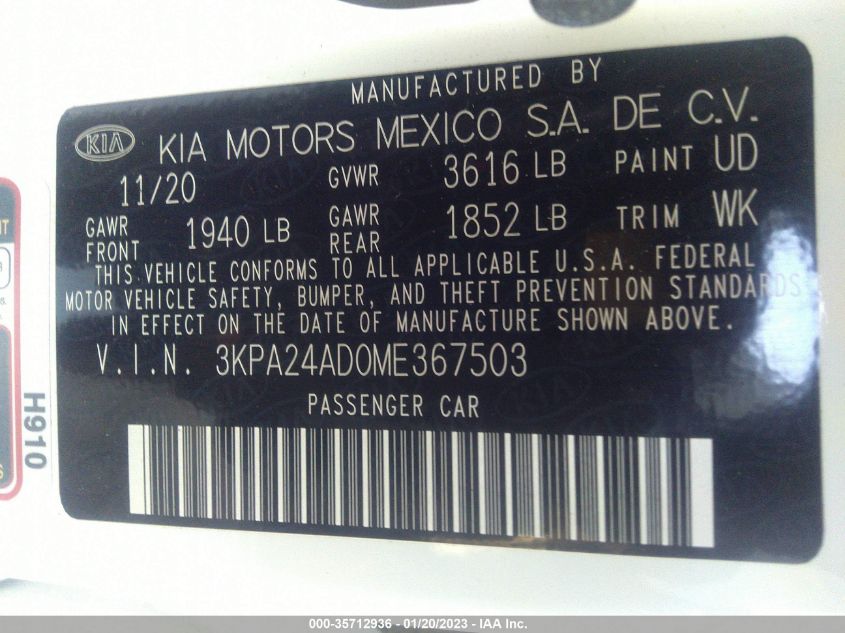 MANUFACTURED BY
KIA KIA MOTORS MEXICO S.A. DE C.V.
11/20 GVWR 3616 LB PAINT UD
GAWR FRONT 1940 LB GAWR REAR 1852 LB TRIM WK
THIS VEHICLE CONFORMS TO ALL APPLICABLE U.S.A. FEDERAL
MOTOR VEHICLE SAFETY, BUMPER, AND THEFT PREVENTION STANDARDS
IN EFFECT ON THE DATE OF MANUFACTURE SHOWN ABOVE.
V.I.N. 3KPA24AD0ME367503
PASSENGER CAR
H910
000-35712936 - 01/20/2023 - IAA Inc.